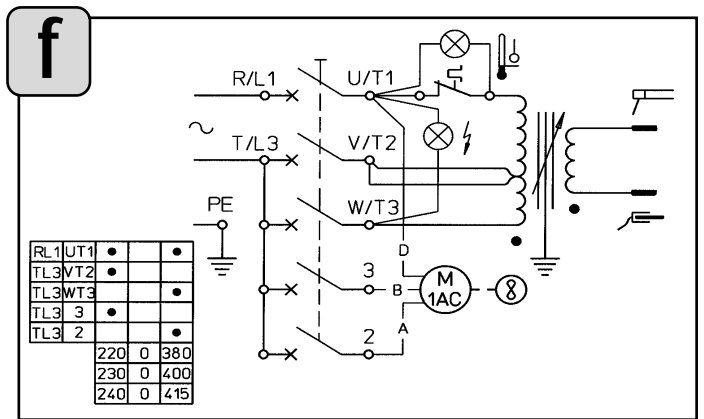 f
R/L1 U/T1
T/L3 V/T2
PE W/T3
D
3
B
M
1AC
A
2
RL1 UT1 ● ●
TL3 VT2 ●
TL3 WT3 ●
TL3 3 ●
TL3 2 ●
220 0 380
230 0 400
240 0 415